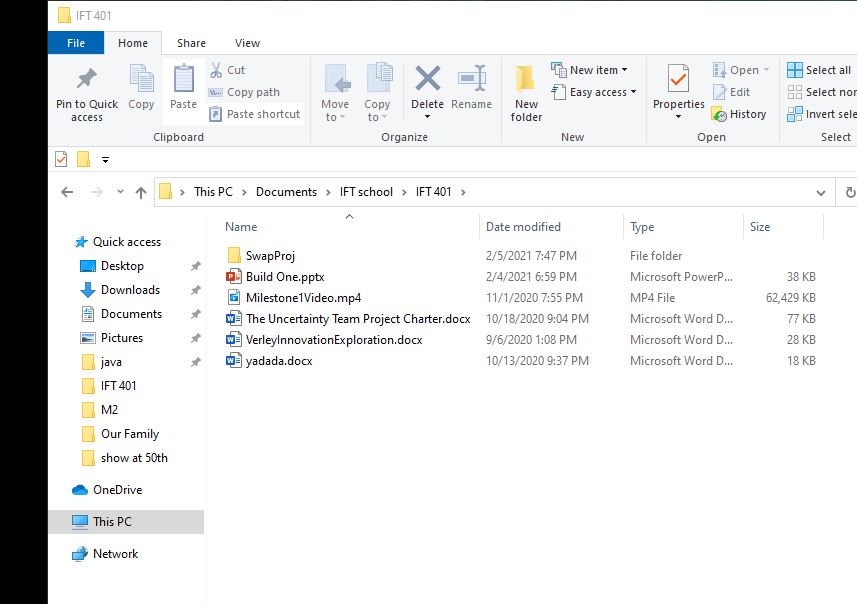 IFT 401
File Home Share View
Pin to Quick access
Copy
Paste
Cut
Copy path
Paste shortcut
Clipboard
Move to
Copy to
Delete
Rename
Organize
New folder
New item
Easy access
New
Properties
Open
Edit
History
Open
Select all
Select non
Invert sele
Select
This PC > Documents > IFT school > IFT 401 >
Name Date modified Type Size
Quick access
Desktop
Downloads
Documents
Pictures
java
IFT 401
M2
Our Family
show at 50th
OneDrive
This PC
Network
SwapProj 2/5/2021 7:47 PM File folder
Build One.pptx 2/4/2021 6:59 PM Microsoft PowerP... 38 KB
Milestone1Video.mp4 11/1/2020 7:55 PM MP4 File 62,429 KB
The Uncertainty Team Project Charter.docx 10/18/2020 9:04 PM Microsoft Word D... 77 KB
VerleyInnovationExploration.docx 9/6/2020 1:08 PM Microsoft Word D... 28 KB
yadada.docx 10/13/2020 9:37 PM Microsoft Word D... 18 KB